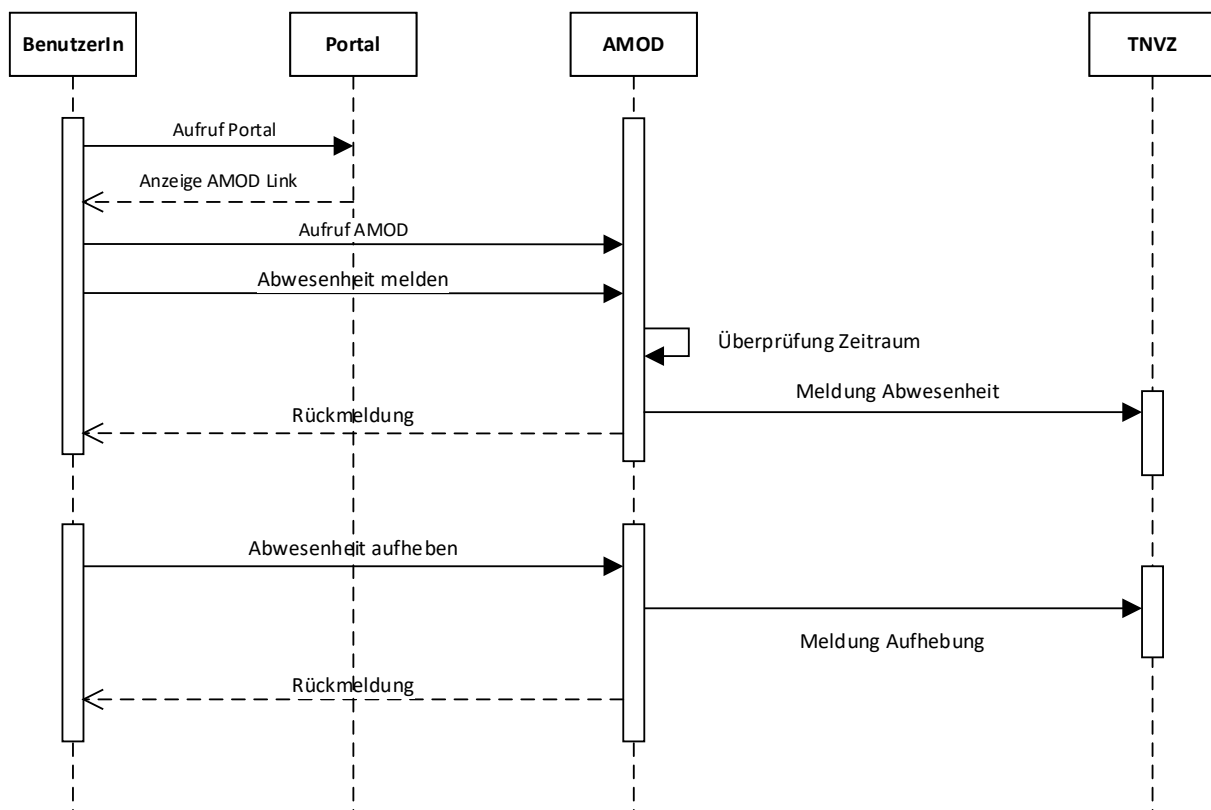 BenutzerIn
Portal
AMOD
TNVZ
Aufruf Portal
Anzeige AMOD Link
Aufruf AMOD
Abwesenheit melden
Überprüfung Zeitraum
Meldung Abwesenheit
Rückmeldung
Abwesenheit aufheben
Meldung Aufhebung
Rückmeldung